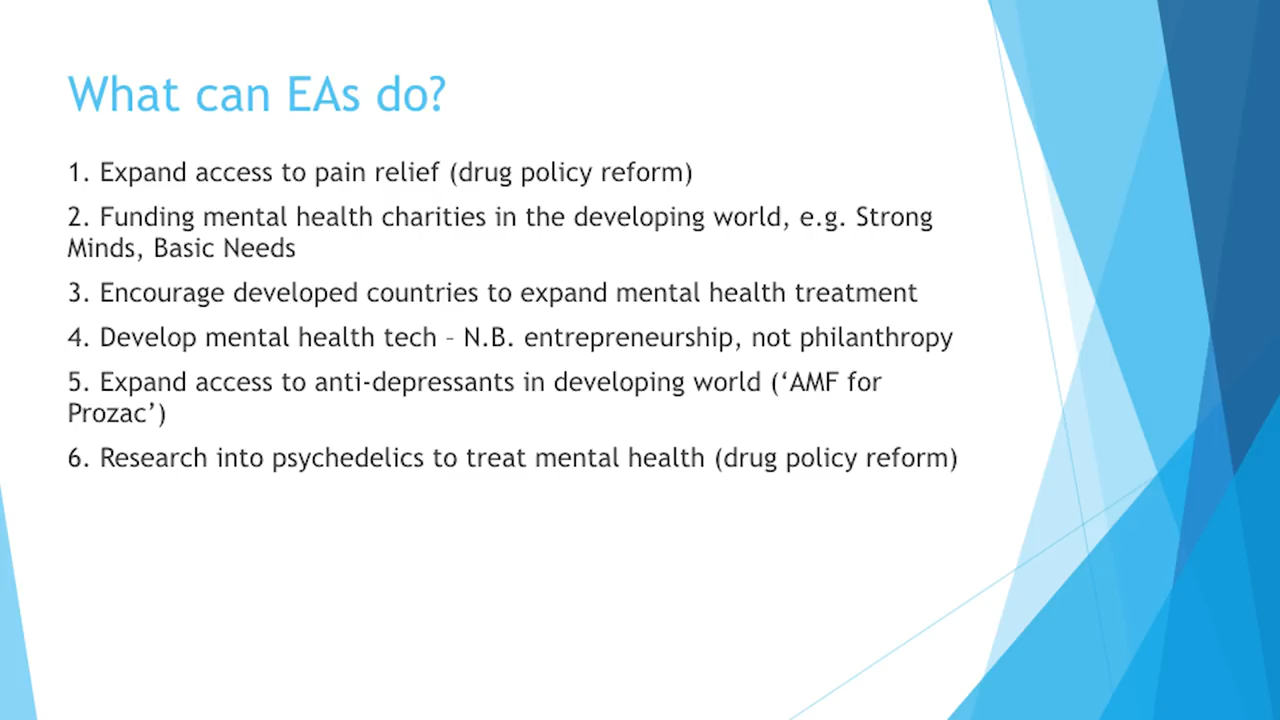 What can EAs do?
1. Expand access to pain relief (drug policy reform)
2. Funding mental health charities in the developing world, e.g. Strong
Minds, Basic Needs
3. Encourage developed countries to expand mental health treatment
4. Develop mental health tech – N.B. entrepreneurship, not philanthropy
5. Expand access to anti-depressants in developing world (‘AMF for
Prozac’)
6. Research into psychedelics to treat mental health (drug policy reform)